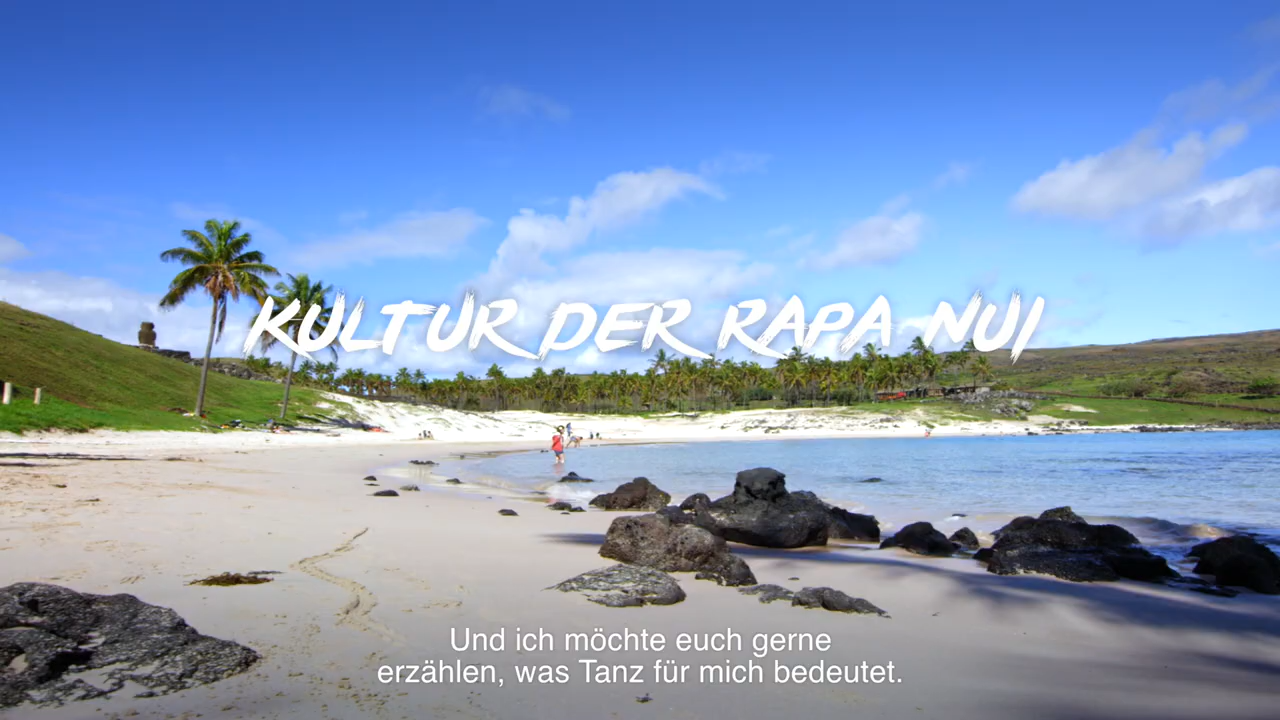 KULTUR DER RAPA NUI
Und ich möchte euch gerne
erzählen, was Tanz für mich bedeutet.